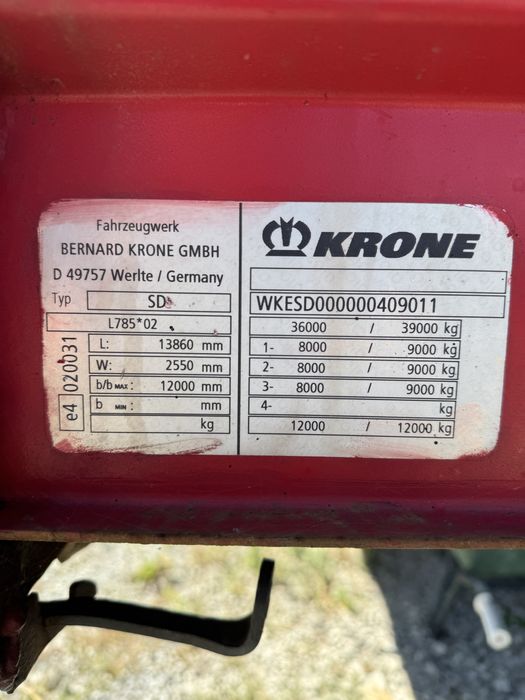 Fahrzeugwerk
BERNARD KRONE GMBH
D 49757 Werlte / Germany
Typ SD
L785*02
e4 020031
L: 13860 mm
W: 2550 mm
b/b MAX: 12000 mm
b MIN: mm
kg
KRONE
WKESD000000409011
36000 / 39000 kg
1- 8000 / 9000 kg
2- 8000 / 9000 kg
3- 8000 / 9000 kg
4- kg
12000 / 12000 kg